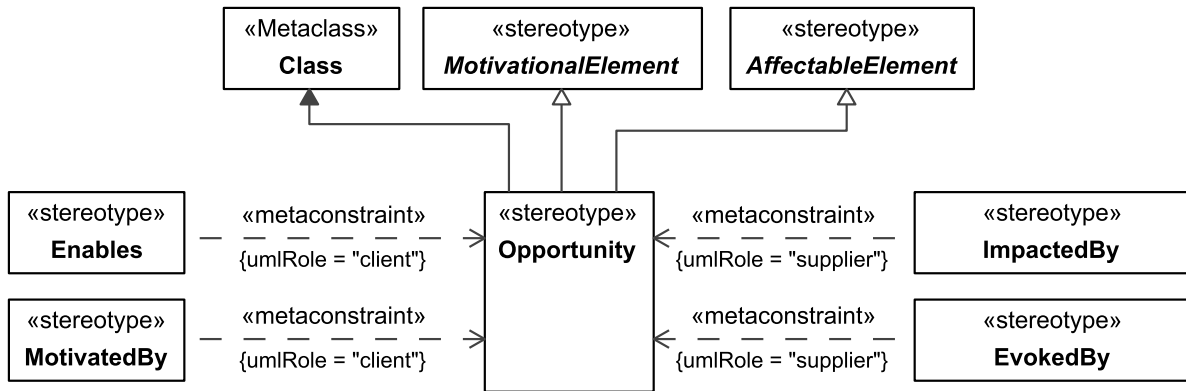 «Metaclass»
Class
«stereotype»
MotivationalElement
«stereotype»
AffectableElement
«stereotype»
Enables
«metaconstraint»
{umlRole = "client"}
«stereotype»
Opportunity
«metaconstraint»
{umlRole = "supplier"}
«stereotype»
ImpactedBy
«stereotype»
MotivatedBy
«metaconstraint»
{umlRole = "client"}
«metaconstraint»
{umlRole = "supplier"}
«stereotype»
EvokedBy